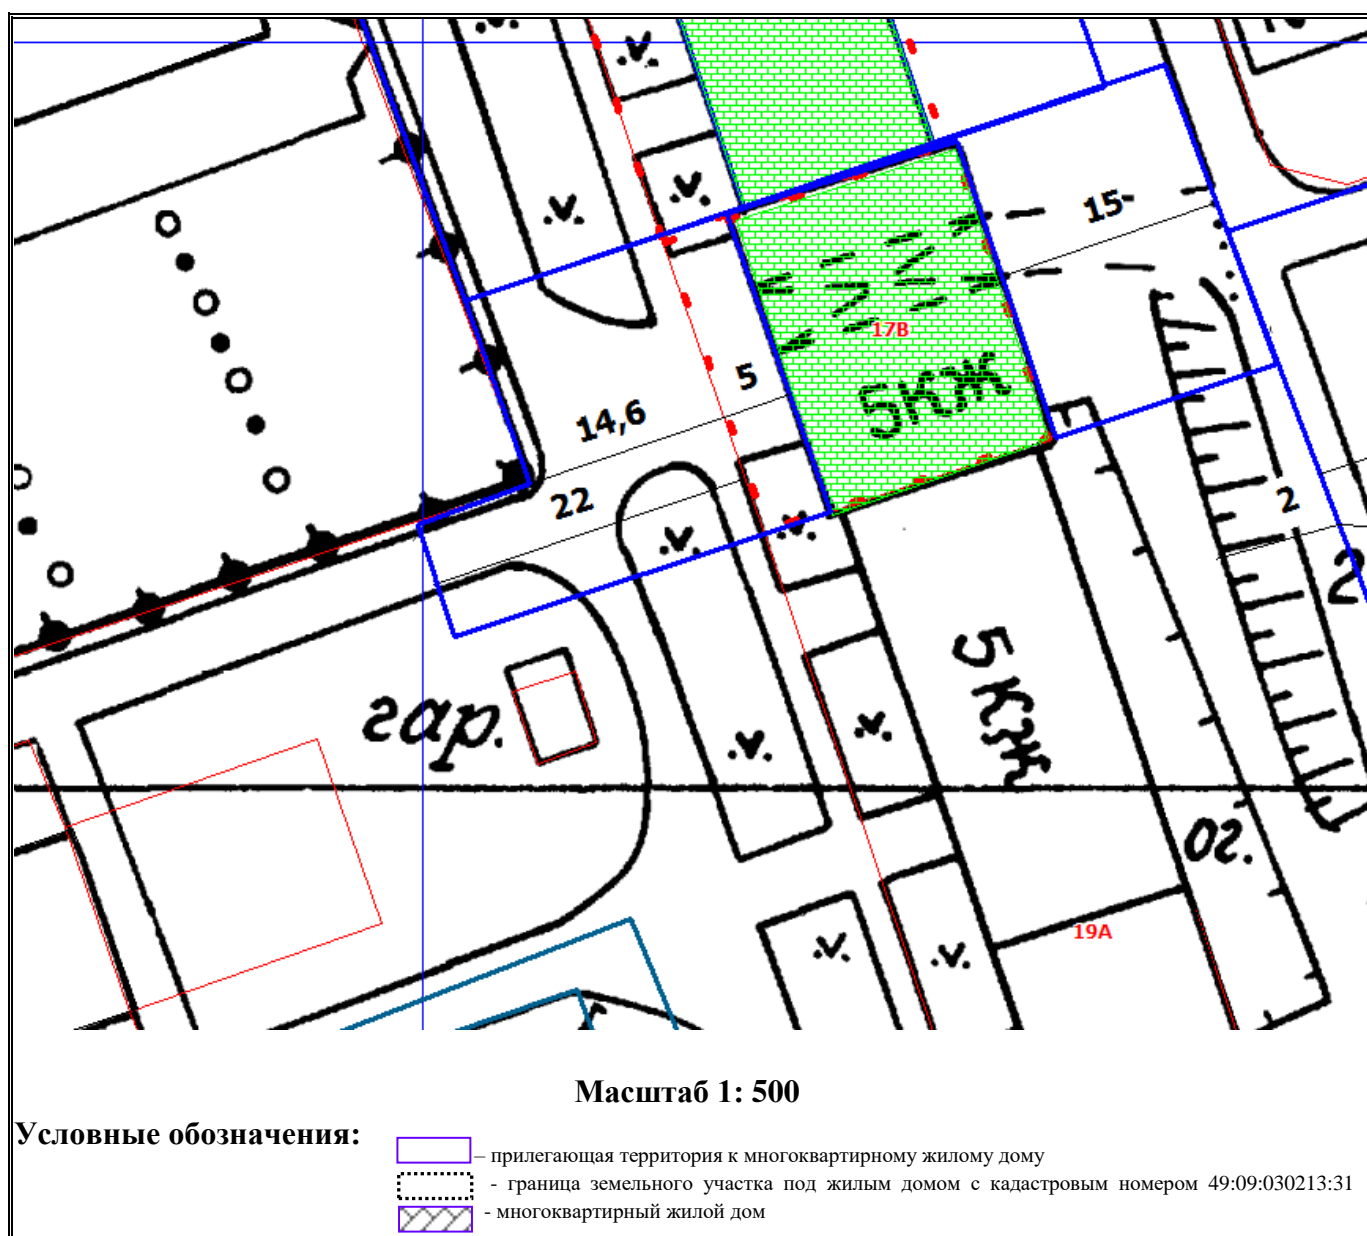 15-
17В
5КЖ
5
14,6
22
2
2
5КЖ
гар.
ог.
19А
Масштаб 1: 500
Условные обозначения:
– прилегающая территория к многоквартирному жилому дому
- граница земельного участка под жилым домом с кадастровым номером 49:09:030213:31
- многоквартирный жилой дом